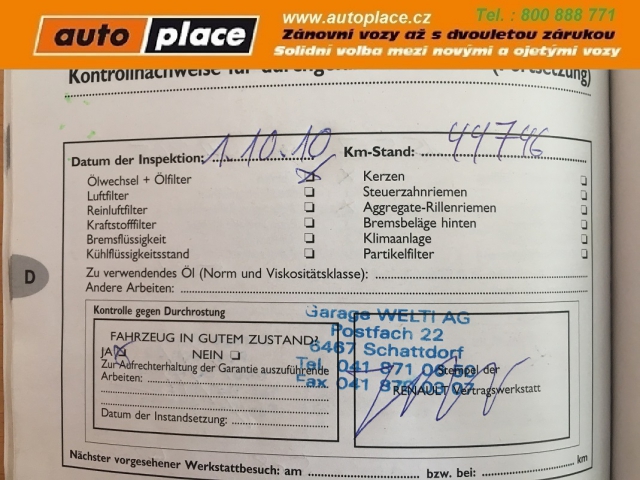 auto place
www.autoplace.cz
Tel. : 800 888 771
Zánovní vozy až s dvouletou zárukou
Solidní volba mezi novými a ojetými vozy
Datum der Inspektion: 1.10.10 Km-Stand: 44746
Ölwechsel + Ölfilter Kerzen
Luftfilter Steuerzahnriemen
Reinluftfilter Aggregate-Rillenriemen
Kraftstofffilter Bremsbeläge hinten
Bremsflüssigkeit Klimaanlage
Kühlflüssigkeitsstand Partikelfilter
D
Zu verwendetes Öl (Norm und Viskositätsklasse):
Andere Arbeiten:
Kontrolle gegen Durchrostung
FAHRZEUG IN GUTEM ZUSTAND?
JA NEIN
Zur Aufrechterhaltung der Garantie auszuführende
Arbeiten:
Datum der Instandsetzung:
Garage WELTI AG
Postfach 22
6467 Schattdorf
Tel. 041 871
Fax 041
Stempel der
RENAULT Vertragswerkstatt
Nächster vorgesehener Werkstattbesuch: am bzw. bei: km